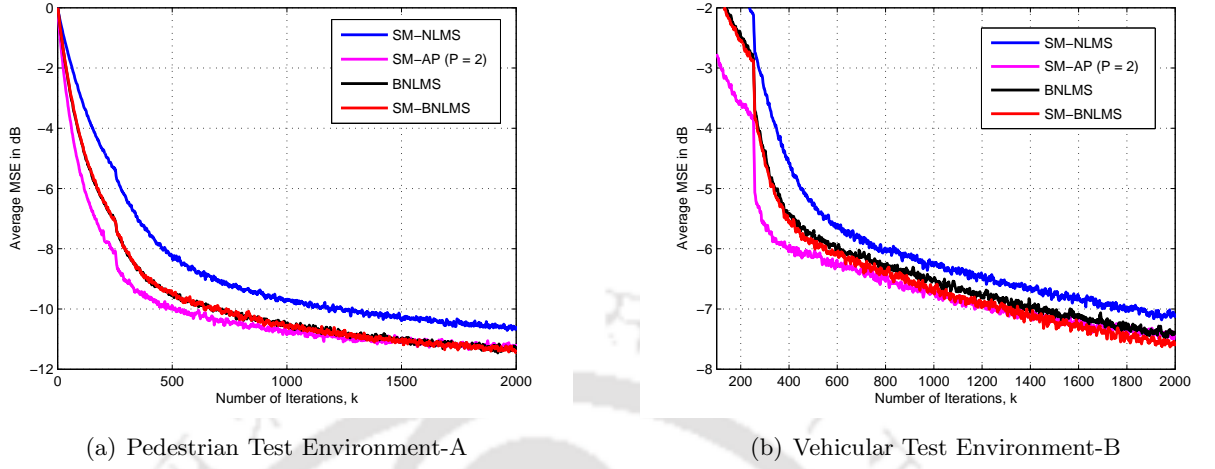 0
−2
−4
−6
−8
−10
−12
0
500
1000
1500
2000
Average MSE in dB
Number of Iterations, k
SM−NLMS
SM−AP (P = 2)
BNLMS
SM−BNLMS
(a) Pedestrian Test Environment-A
−2
−3
−4
−5
−6
−7
−8
200
400
600
800
1000
1200
1400
1600
1800
2000
Average MSE in dB
Number of Iterations, k
SM−NLMS
SM−AP (P = 2)
BNLMS
SM−BNLMS
(b) Vehicular Test Environment-B